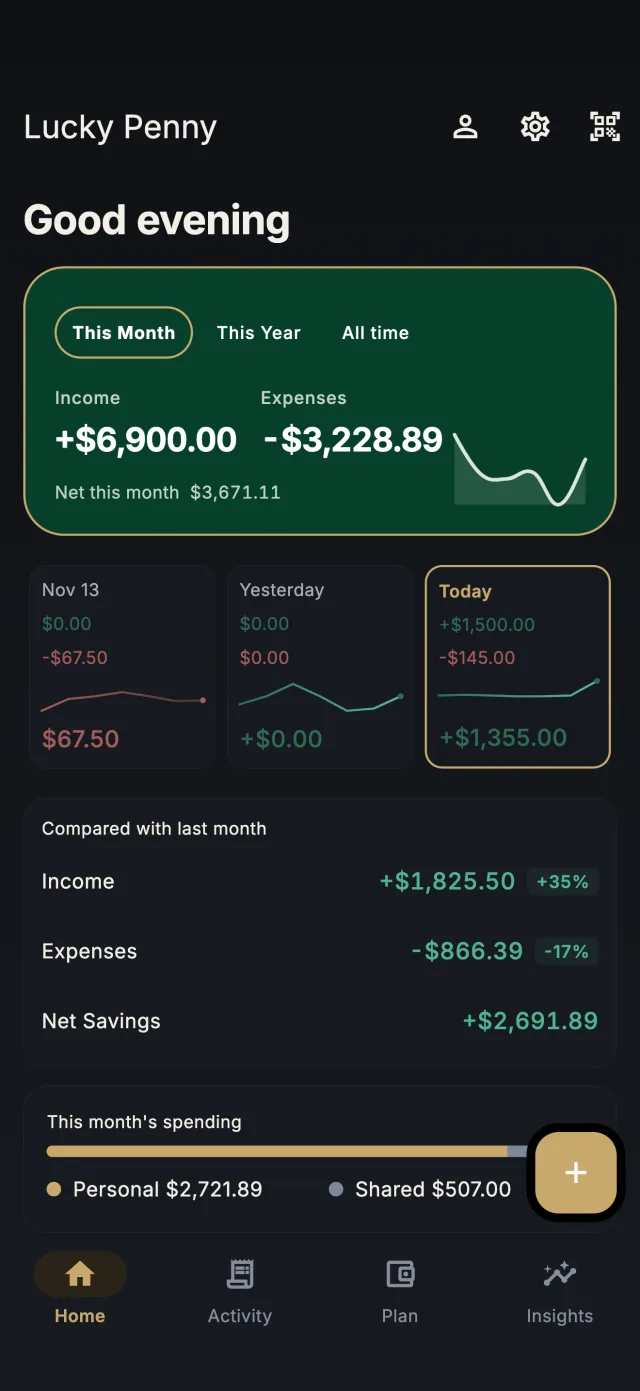 Lucky Penny
Good evening
This Month This Year All time
Income Expenses
+$6,900.00 -$3,228.89
Net this month $3,671.11
Nov 13
$0.00
-$67.50
$67.50
Yesterday
$0.00
$0.00
+$0.00
Today
+$1,500.00
-$145.00
+$1,355.00
Compared with last month
Income +$1,825.50 +35%
Expenses -$866.39 -17%
Net Savings +$2,691.89
This month's spending
Personal $2,721.89 Shared $507.00
+
Home Activity Plan Insights